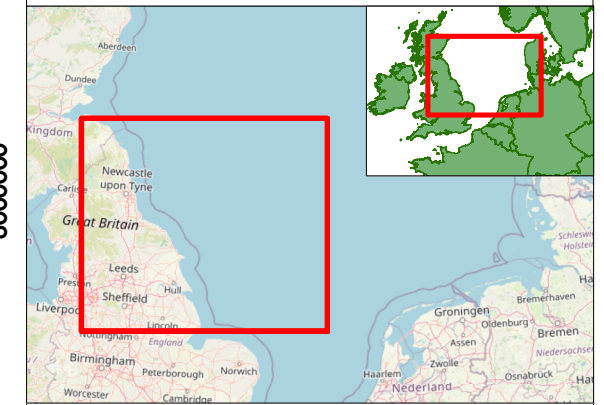 Aberdeen
Dundee
Kingdom
Newcastle
upon Tyne
Carlisle
Great Britain
Schleswig
Holstein
Leeds
Preston
Hull
Sheffield
Bremerhaven
Liverpool
Groningen
Lincoln
Oldenburg
Nottingham
England
Bremen
Assen
Niedersachsen
Birmingham
Zwolle
Peterborough
Norwich
Haarlem
Osnabrück
Worcester
Nederland
Cambridge